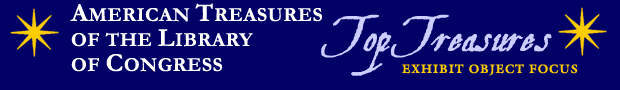 AMERICAN TREASURES
OF THE LIBRARY
OF CONGRESS
Top Treasures
EXHIBIT OBJECT FOCUS